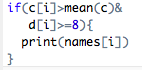 if(c[i]>mean(c)&
d[i]>=8){
print(names[i])
}